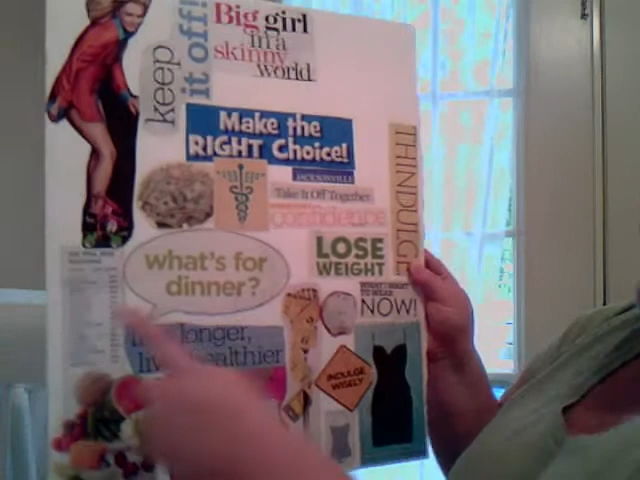 keep
it off!
Big girl
in a
skinny
world
Make the
RIGHT Choice!
JACKSONVILLE
Take It Off Together
confidence
THINDULGE
what's for
dinner?
LOSE
WEIGHT
NOW!
longer,
healthier
INDULGE
WISELY